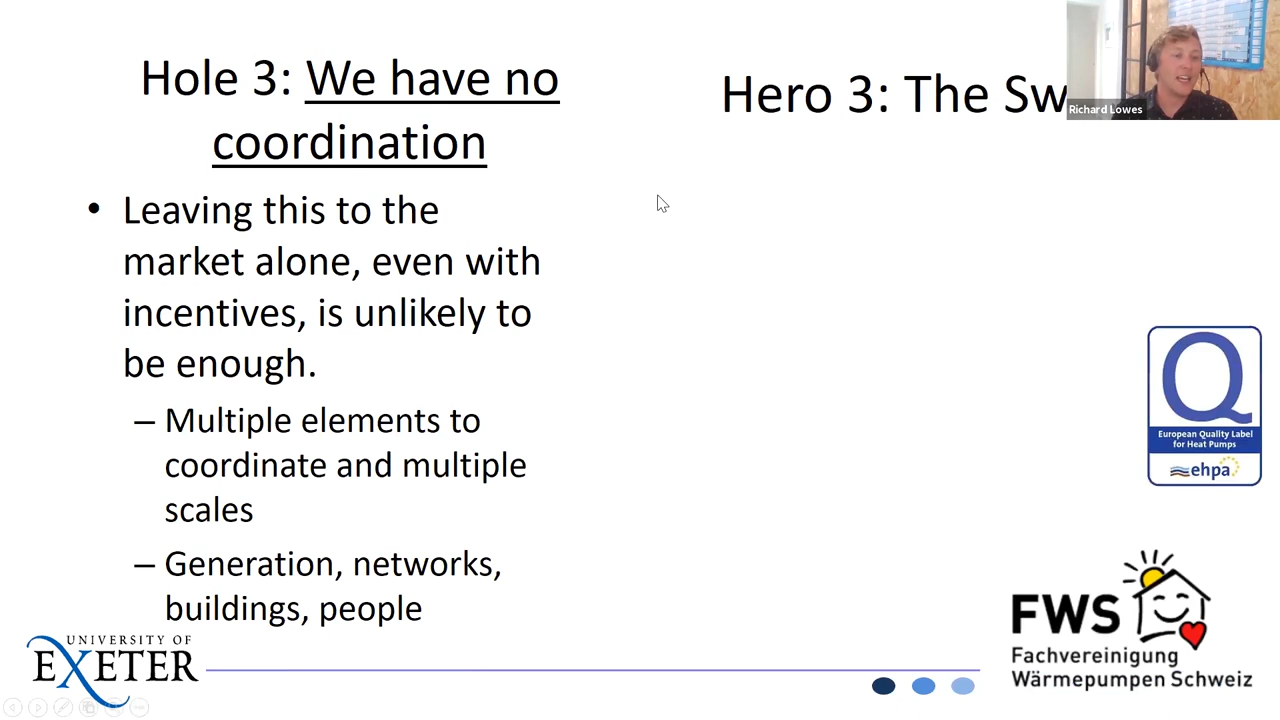 Hole 3: We have no
coordination
Hero 3: The Sw
Richard Lowes
• Leaving this to the
market alone, even with
incentives, is unlikely to
be enough.
– Multiple elements to
coordinate and multiple
scales
– Generation, networks,
buildings, people
Q
European Quality Label
for Heat Pumps
ehpa
FWS
Fachvereinigung
Wärmepumpen Schweiz
UNIVERSITY OF
EXETER